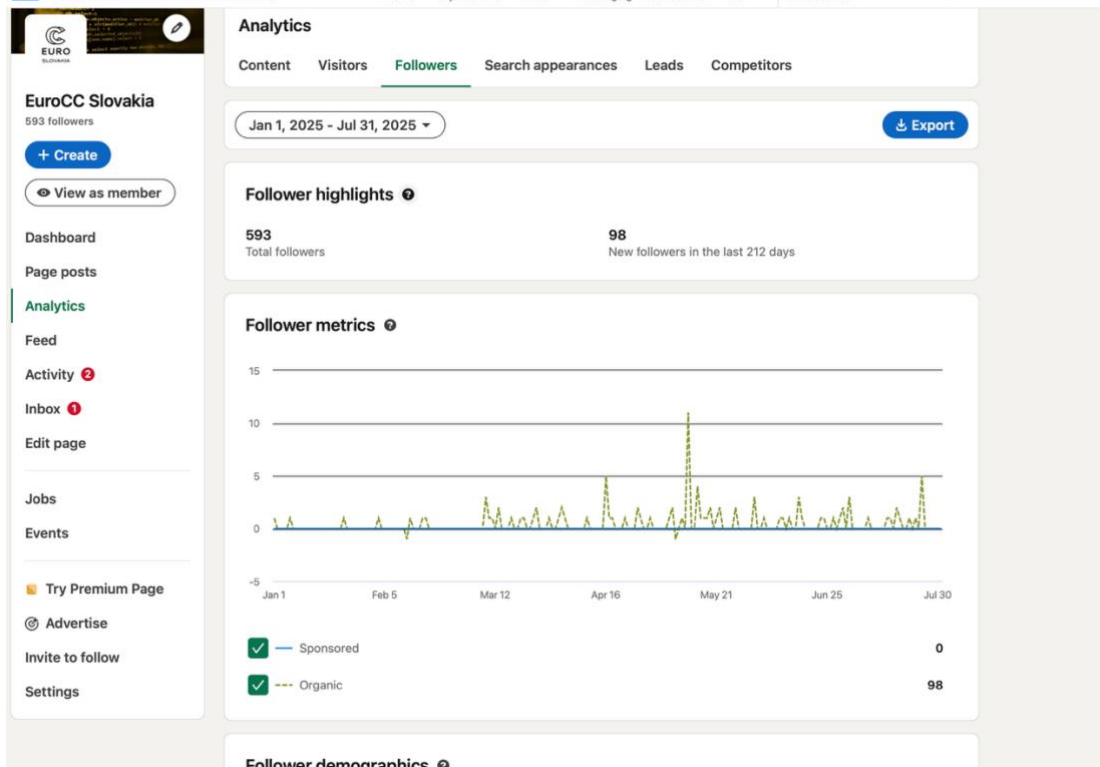 EURO
SLOVAKIA
EuroCC Slovakia
593 followers
+ Create
View as member
Dashboard
Page posts
Analytics
Feed
Activity 2
Inbox 1
Edit page
Jobs
Events
Try Premium Page
Advertise
Invite to follow
Settings
Analytics
Content Visitors Followers Search appearances Leads Competitors
Jan 1, 2025 - Jul 31, 2025
Export
Follower highlights
593 98
Total followers New followers in the last 212 days
Follower metrics
15
10
5
0
-5
Jan 1 Feb 5 Mar 12 Apr 16 May 21 Jun 25 Jul 30
Sponsored 0
Organic 98
Follower demographics